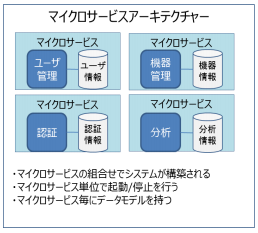 マイクロサービスアーキテクチャー
マイクロサービス
ユーザ
管理
ユーザ
情報
マイクロサービス
機器
管理
機器
情報
マイクロサービス
認証
認証
情報
マイクロサービス
分析
分析
情報
・マイクロサービスの組合せでシステムが構築される
・マイクロサービス単位で起動/停止を行う
・マイクロサービス毎にデータモデルを持つ